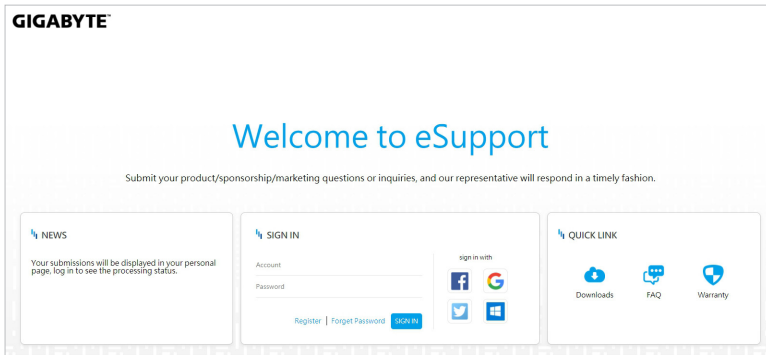 GIGABYTE™
Welcome to eSupport
Submit your product/sponsorship/marketing questions or inquiries, and our representative will respond in a timely fashion.
NEWS
Your submissions will be displayed in your personal
page, log in to see the processing status.
SIGN IN
Account
Password
Register | Forget Password SIGN IN
sign in with
QUICK LINK
Downloads FAQ Warranty